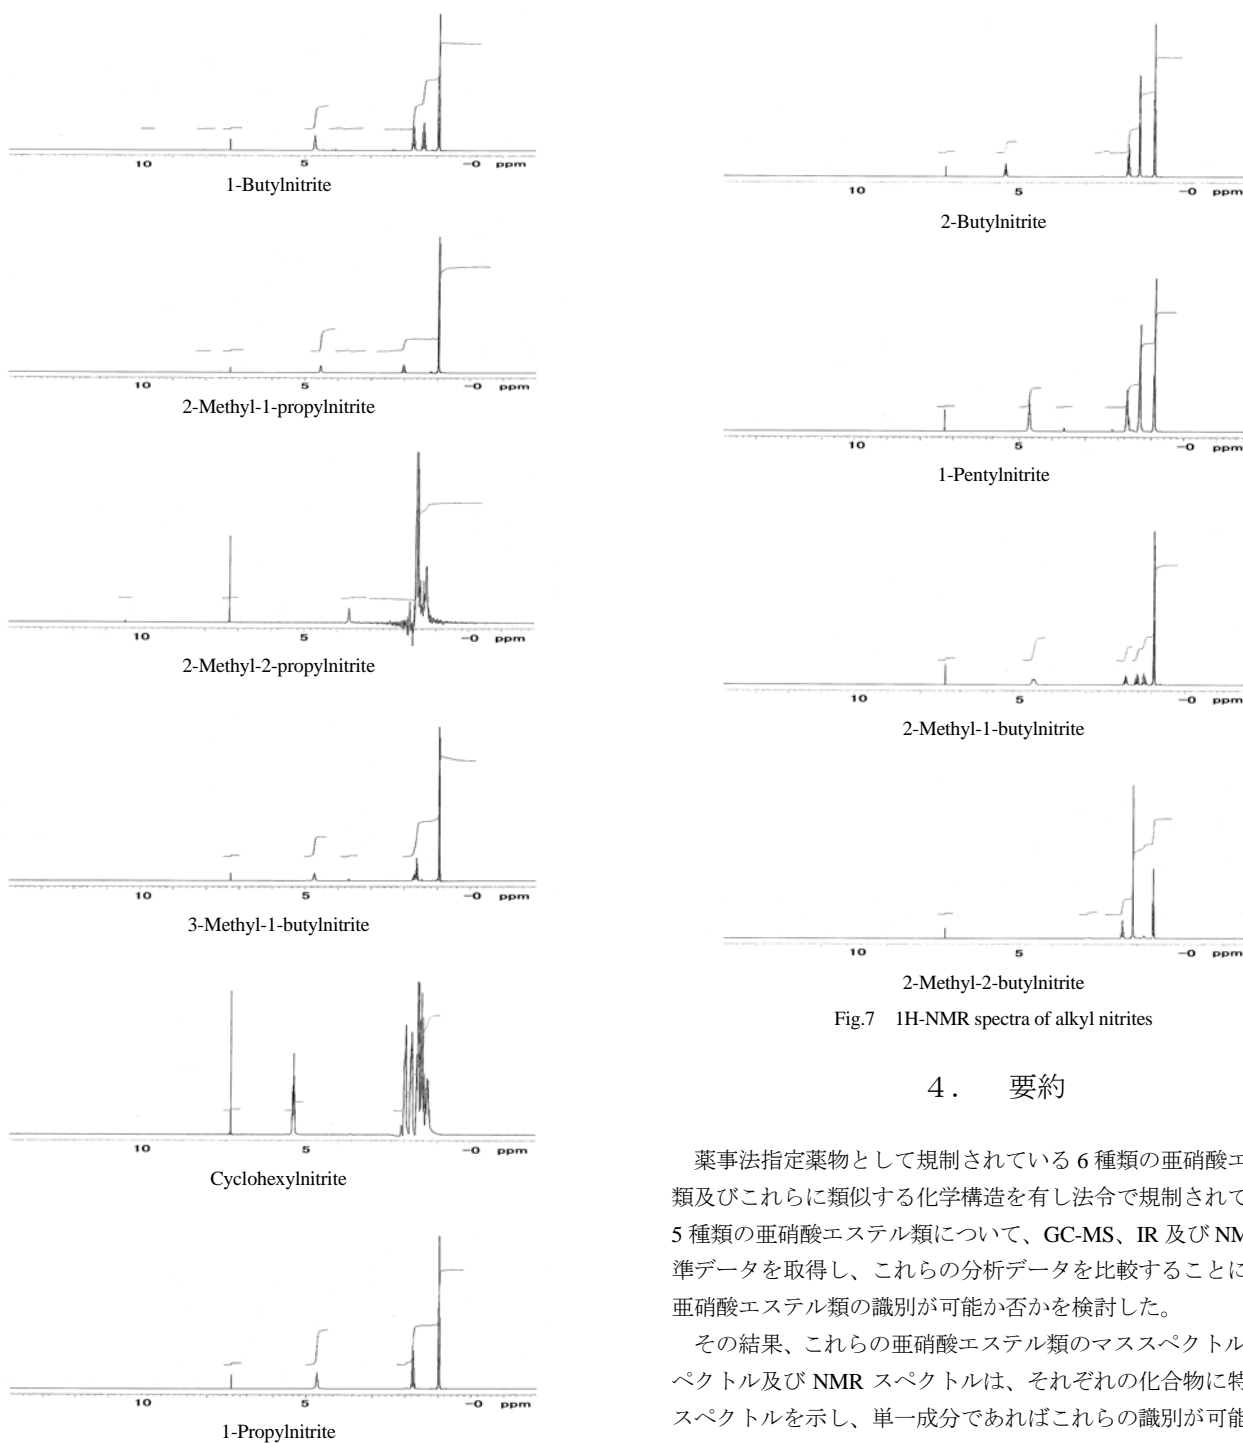 10 5 -0 ppm
1-Butylnitrite
10 5 -0 ppm
2-Methyl-1-propylnitrite
10 5 -0 ppm
2-Methyl-2-propylnitrite
10 5 -0 ppm
3-Methyl-1-butylnitrite
10 5 -0 ppm
Cyclohexylnitrite
10 5 -0 ppm
1-Propylnitrite
10 5 -0 ppm
2-Butylnitrite
10 5 -0 ppm
1-Pentylnitrite
10 5 -0 ppm
2-Methyl-1-butylnitrite
10 5 -0 ppm
2-Methyl-2-butylnitrite
Fig.7 1H-NMR spectra of alkyl nitrites
４． 要約
薬事法指定薬物として規制されている 6 種類の亜硝酸エ
類及びこれらに類似する化学構造を有し法令で規制されて
5 種類の亜硝酸エステル類について、GC-MS、IR 及び NM
準データを取得し、これらの分析データを比較することに
亜硝酸エステル類の識別が可能か否かを検討した。
その結果、これらの亜硝酸エステル類のマススペクトル
ペクトル及び NMR スペクトルは、それぞれの化合物に特
スペクトルを示し、単一成分であればこれらの識別が可能